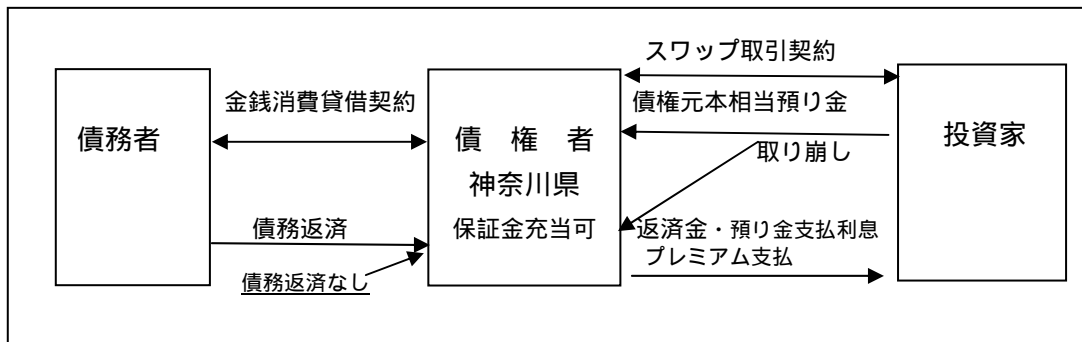 スワップ取引契約
金銭消費貸借契約
債権元本相当預り金
債務者
債 権 者
神奈川県
保証金充当可
投資家
取り崩し
債務返済
返済金・預り金支払利息
プレミアム支払
債務返済なし